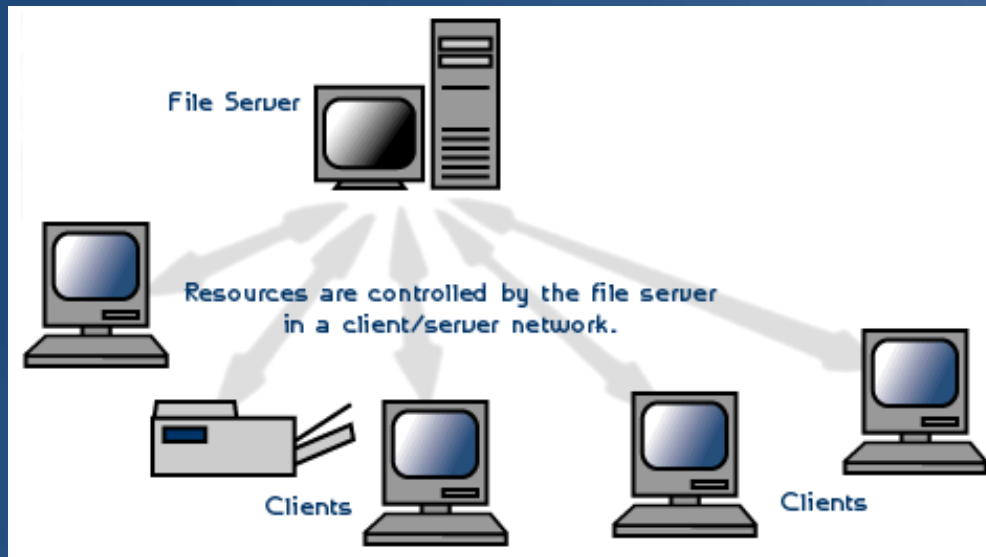 File Server
Resources are controlled by the file server
in a client/server network.
Clients
Clients